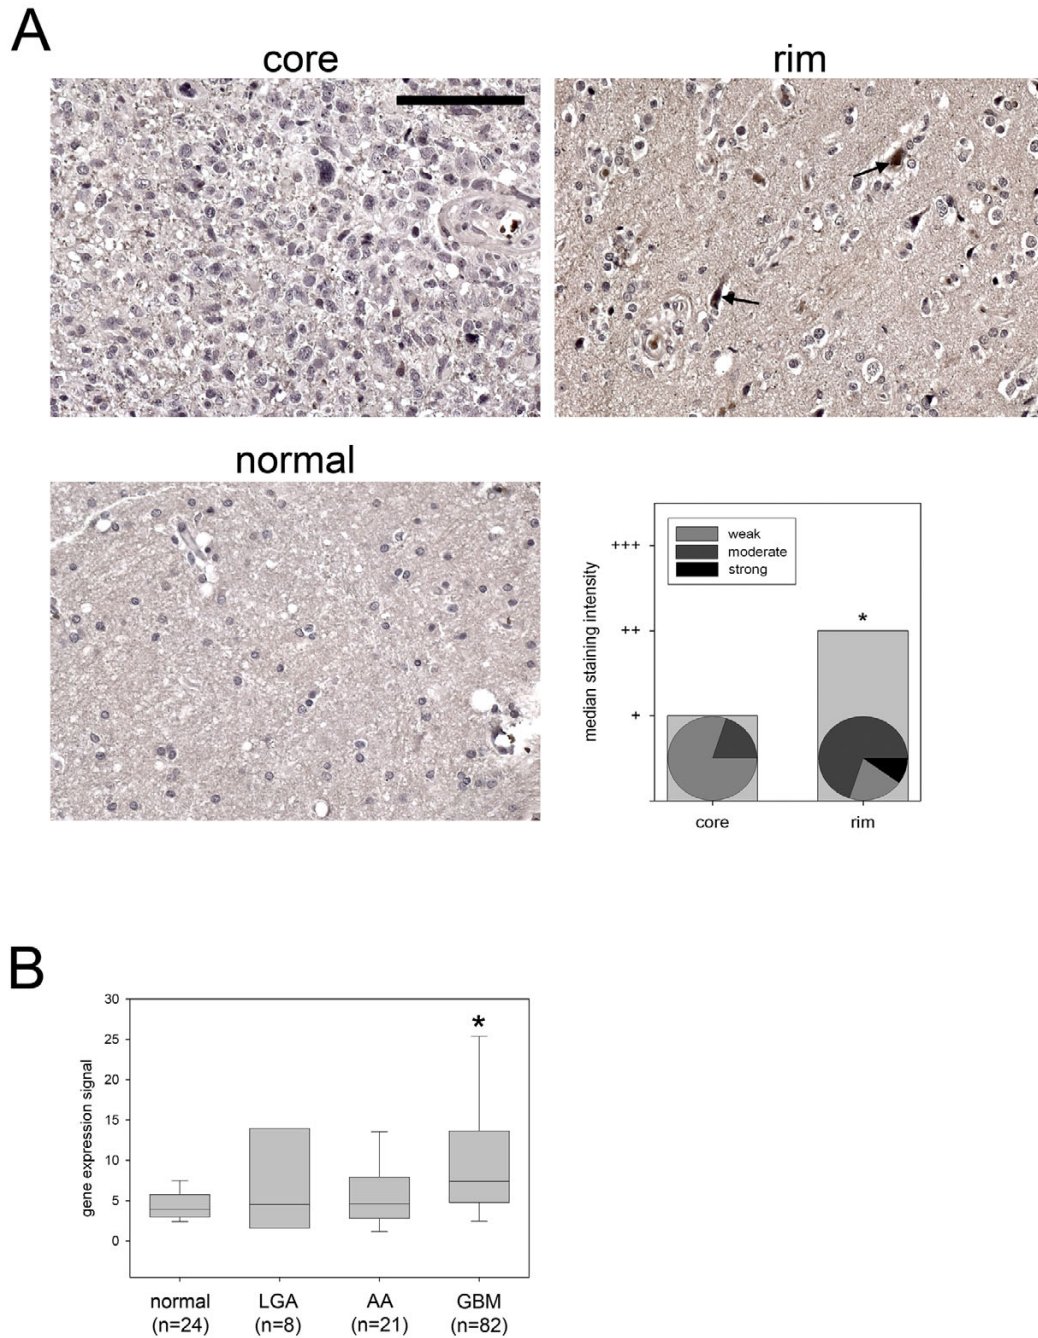 A
core
rim
normal
median staining intensity
+++
++
+
weak
moderate
strong
*
core
rim
B
gene expression signal
30
25
20
15
10
5
0
*
normal
(n=24)
LGA
(n=8)
AA
(n=21)
GBM
(n=82)